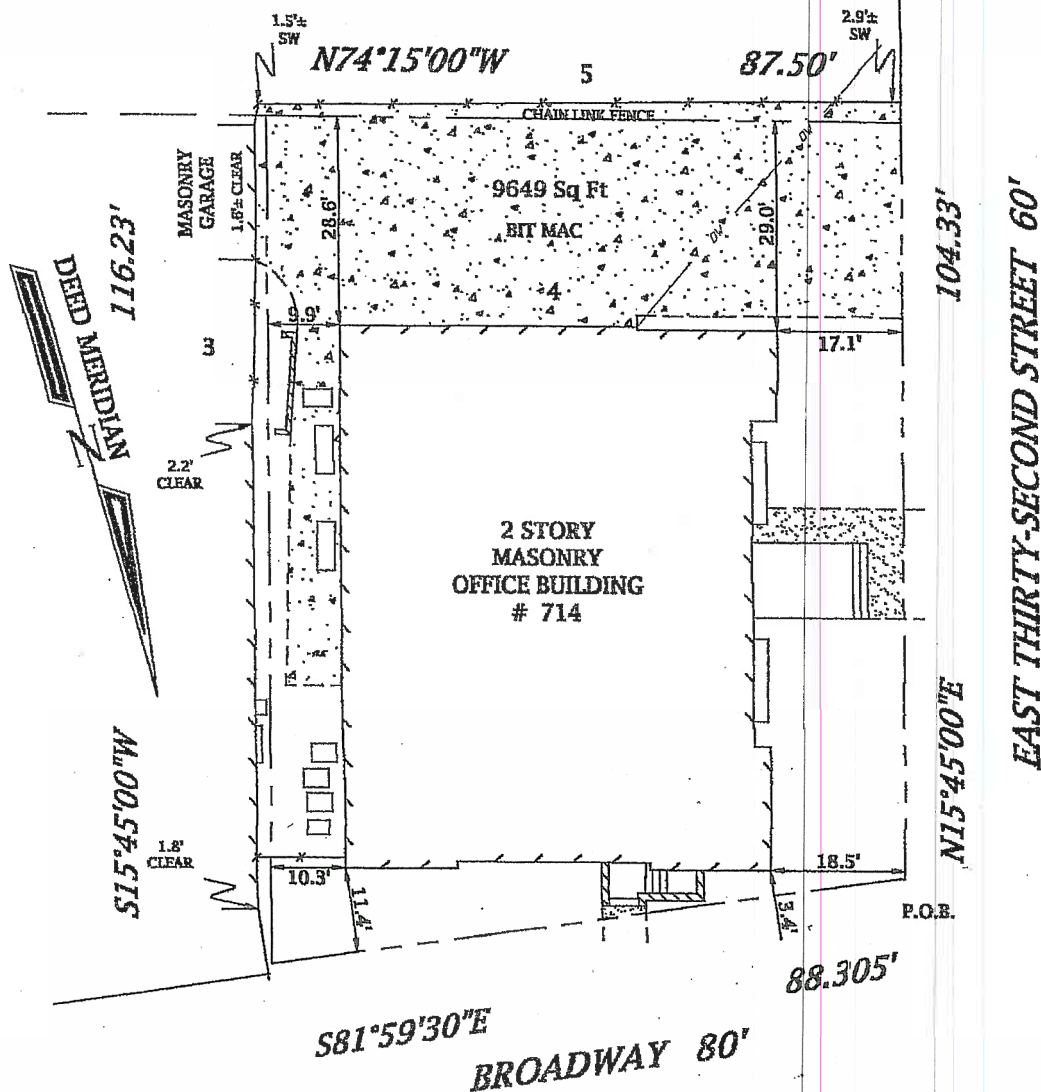 1.5'±
SW
2.9'±
SW
N74°15'00"W
5
87.50'
CHAIN LINK FENCE
MASONRY
GARAGE
1.8'± CLEAR
28.6'
9649 Sq Ft
BIT MAC
OW
OW
29.0'
116.23'
104.33'
EAST THIRTY-SECOND STREET 60'
DEED MERIDIAN
4
9.9'
17.1'
3
2.2'
CLEAR
2 STORY
MASONRY
OFFICE BUILDING
# 714
S15°45'00"W
N15°45'00"E
1.8'
CLEAR
10.3'
11.4'
18.5'
3.4'
P.O.B.
88.305'
S81°59'30"E
BROADWAY 80'